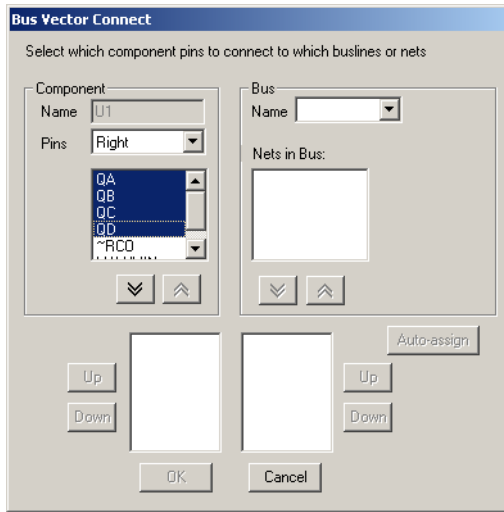 Bus Vector Connect
Select which component pins to connect to which buslines or nets
Component
Name U1
Pins Right
QA
QB
QC
QD
~RCO
Bus
Name
Nets in Bus:
Auto-assign
Up
Down
Up
Down
OK
Cancel